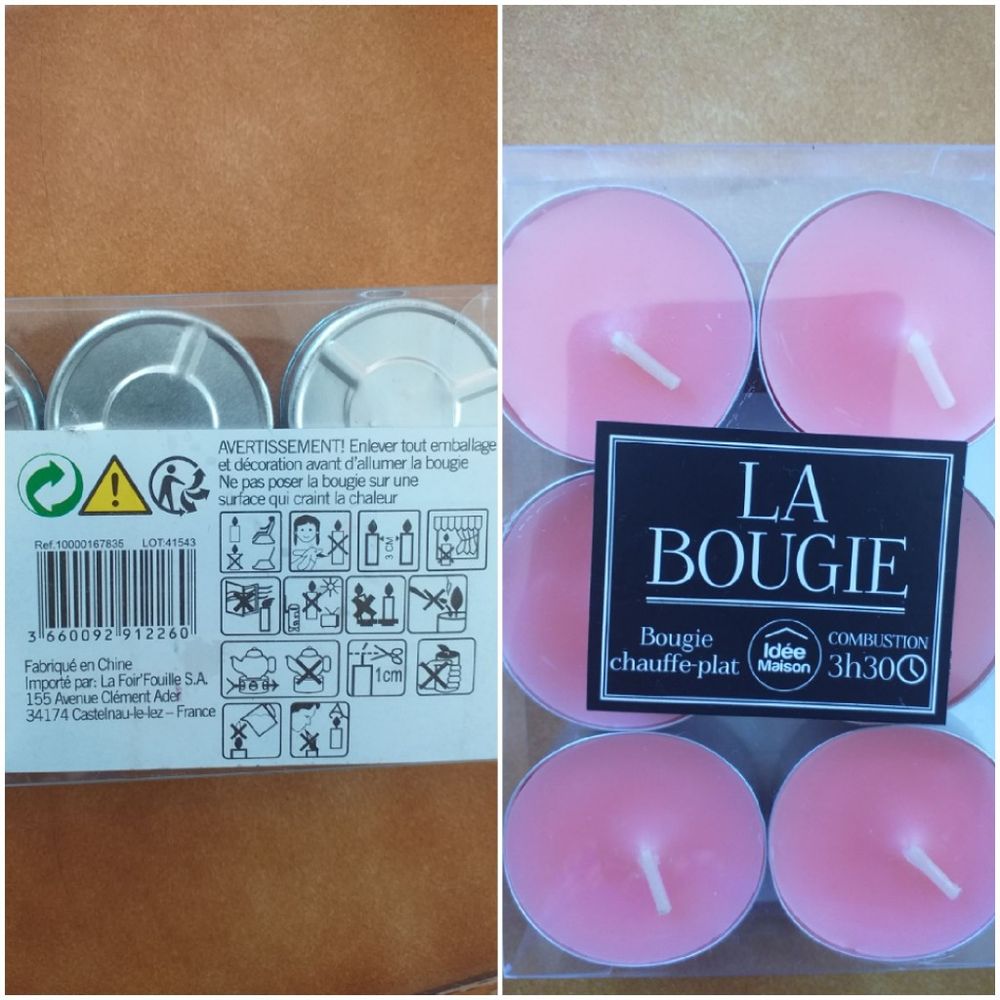 AVERTISSEMENT! Enlever tout emballage
et décoration avant d'allumer la bougie
Ne pas poser la bougie sur une
surface qui craint la chaleur
Ref.10000167835 LOT:41543
3 660092 912260
Fabriqué en Chine
Importé par: La Foir'Fouille S.A.
155 Avenue Clément Ader
34174 Castelnau-le-lez – France
3 CM
1cm
LA
BOUGIE
Bougie
chauffe-plat
Idée
Maison
COMBUSTION
3h30